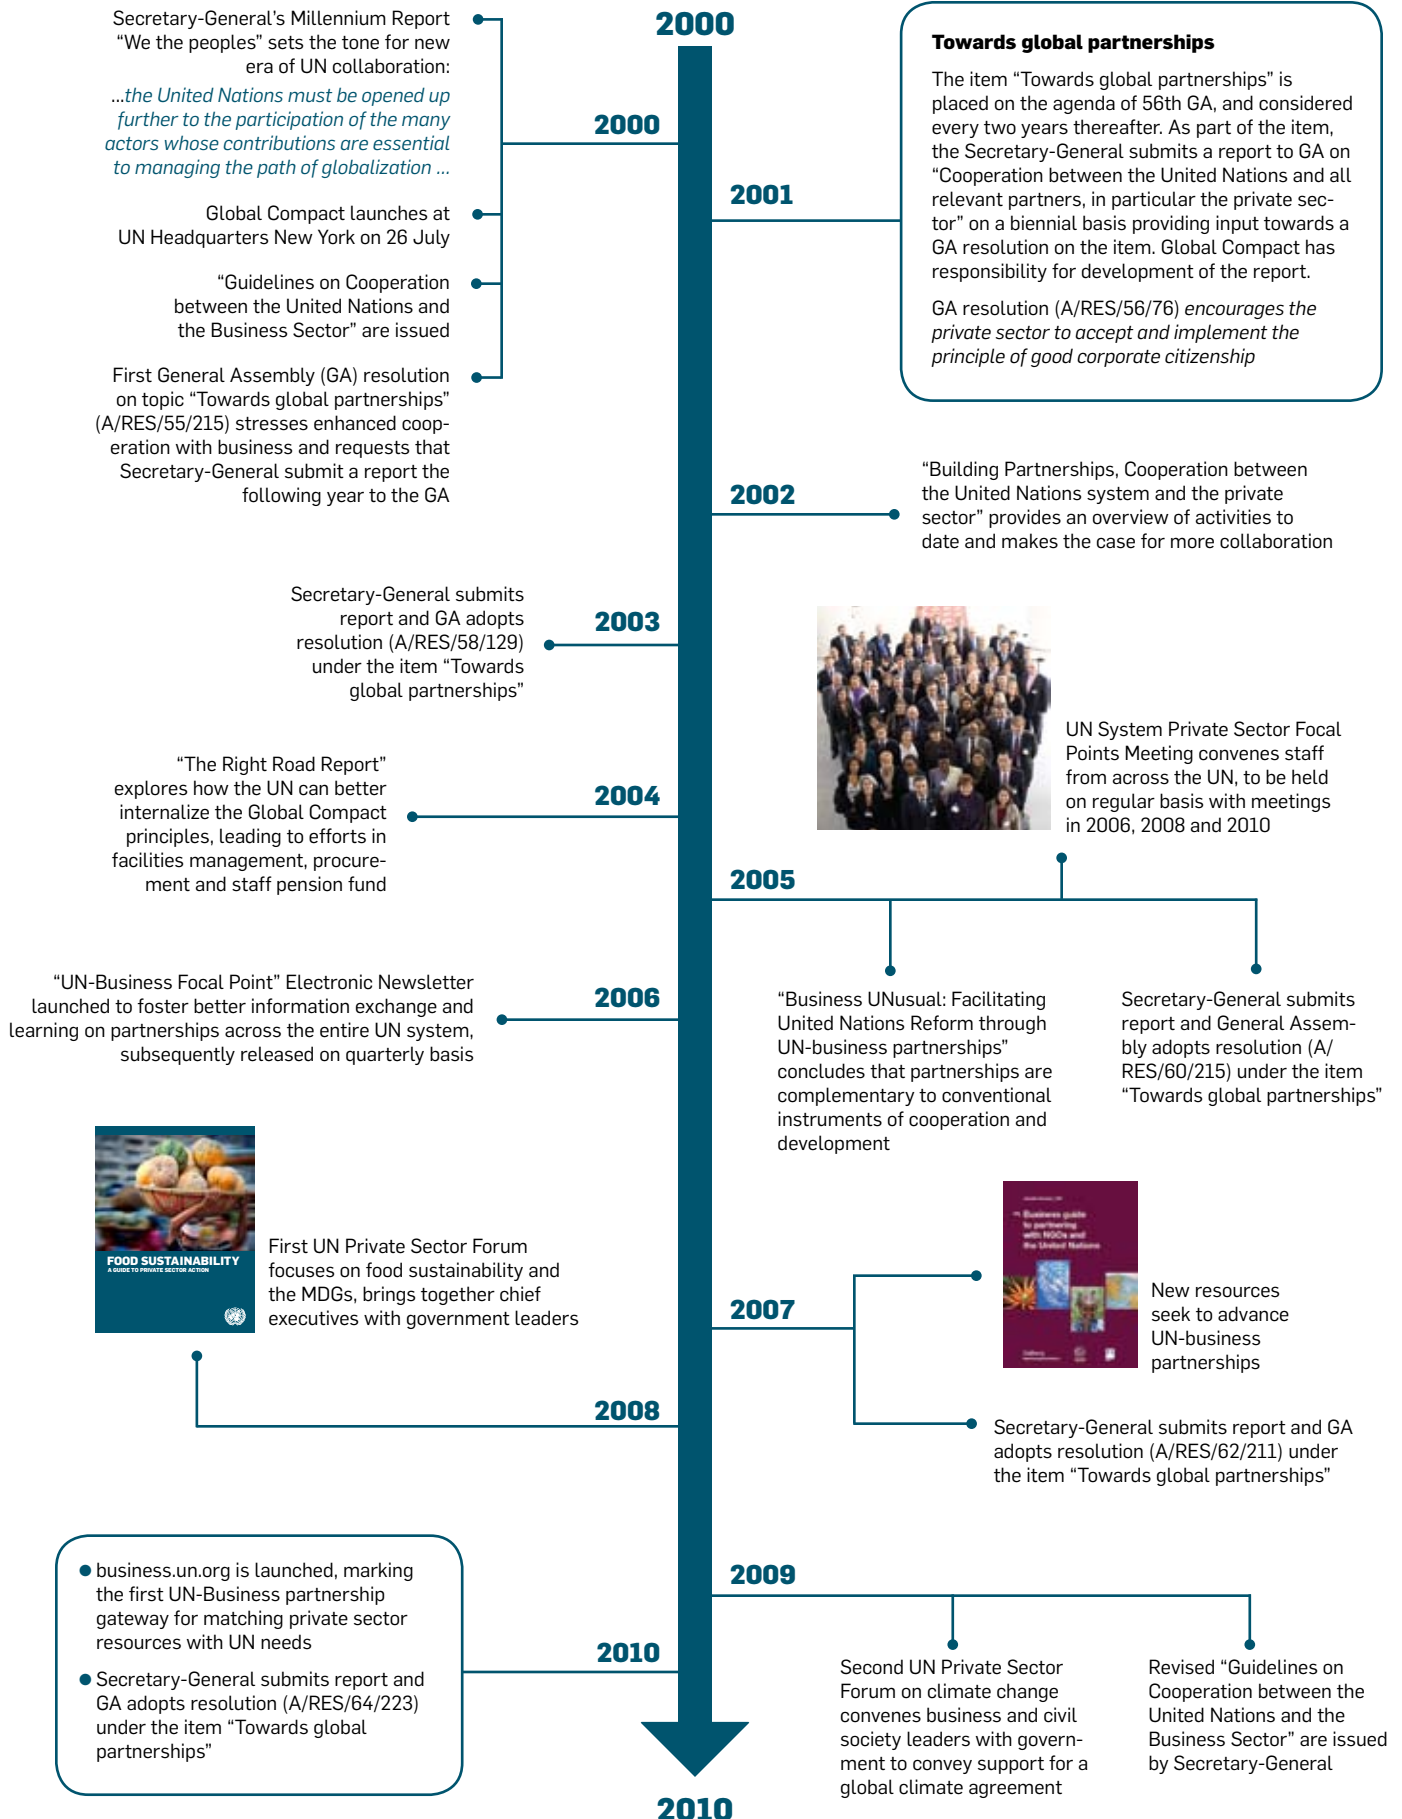 2000
Secretary-General's Millennium Report
“We the peoples” sets the tone for new
era of UN collaboration:
...the United Nations must be opened up
further to the participation of the many
actors whose contributions are essential
to managing the path of globalization ...
Global Compact launches at
UN Headquarters New York on 26 July
“Guidelines on Cooperation
between the United Nations and
the Business Sector” are issued
First General Assembly (GA) resolution
on topic “Towards global partnerships”
(A/RES/55/215) stresses enhanced coop-
eration with business and requests that
Secretary-General submit a report the
following year to the GA
2000
2001
Towards global partnerships
The item “Towards global partnerships” is
placed on the agenda of 56th GA, and considered
every two years thereafter. As part of the item,
the Secretary-General submits a report to GA on
“Cooperation between the United Nations and all
relevant partners, in particular the private sec-
tor” on a biennial basis providing input towards a
GA resolution on the item. Global Compact has
responsibility for development of the report.
GA resolution (A/RES/56/76) encourages the
private sector to accept and implement the
principle of good corporate citizenship
2002
“Building Partnerships, Cooperation between
the United Nations system and the private
sector” provides an overview of activities to
date and makes the case for more collaboration
Secretary-General submits
report and GA adopts
resolution (A/RES/58/129)
under the item “Towards
global partnerships”
2003
“The Right Road Report”
explores how the UN can better
internalize the Global Compact
principles, leading to efforts in
facilities management, procure-
ment and staff pension fund
2004
UN System Private Sector Focal
Points Meeting convenes staff
from across the UN, to be held
on regular basis with meetings
in 2006, 2008 and 2010
2005
“Business UNusual: Facilitating
United Nations Reform through
UN-business partnerships”
concludes that partnerships are
complementary to conventional
instruments of cooperation and
development
Secretary-General submits
report and General Assem-
bly adopts resolution (A/
RES/60/215) under the item
“Towards global partnerships”
“UN-Business Focal Point” Electronic Newsletter
launched to foster better information exchange and
learning on partnerships across the entire UN system,
subsequently released on quarterly basis
2006
2007
Business guide
to partnering
with NGOs and
the United Nations
New resources
seek to advance
UN-business
partnerships
Secretary-General submits report and GA
adopts resolution (A/RES/62/211) under
the item “Towards global partnerships”
FOOD SUSTAINABILITY
A GUIDE TO PRIVATE SECTOR ACTION
First UN Private Sector Forum
focuses on food sustainability and
the MDGs, brings together chief
executives with government leaders
2008
2009
Second UN Private Sector
Forum on climate change
convenes business and civil
society leaders with govern-
ment to convey support for a
global climate agreement
Revised “Guidelines on
Cooperation between the
United Nations and the
Business Sector” are issued
by Secretary-General
business.un.org is launched, marking
the first UN-Business partnership
gateway for matching private sector
resources with UN needs
Secretary-General submits report and
GA adopts resolution (A/RES/64/223)
under the item “Towards global
partnerships”
2010
2010